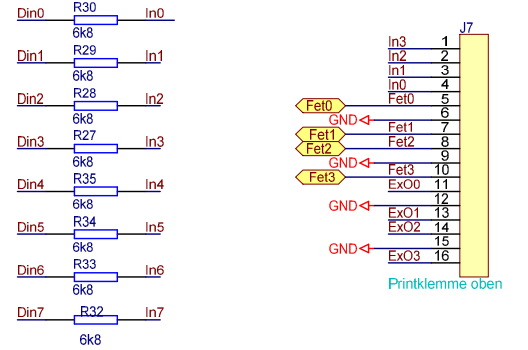 Din0 R30 In0
6k8
Din1 R29 In1
6k8
Din2 R28 In2
6k8
Din3 R27 In3
6k8
Din4 R35 In4
6k8
Din5 R34 In5
6k8
Din6 R33 In6
6k8
Din7 R32 In7
6k8
J7
In3 1
In2 2
In1 3
In0 4
Fet0 Fet0 5
GND 6
Fet1 Fet1 7
Fet2 Fet2 8
GND 9
Fet3 Fet3 10
ExO0 11
GND 12
ExO1 13
ExO2 14
GND 15
ExO3 16
Printklemme oben